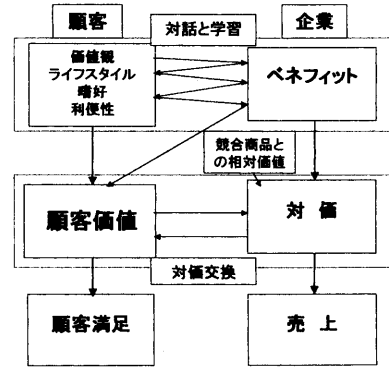 顧客
対話と学習
企業
価値観
ライフスタイル
嗜好
利便性
ベネフィット
競合商品と
の相対価値
顧客価値
対 価
対価交換
顧客満足
売 上